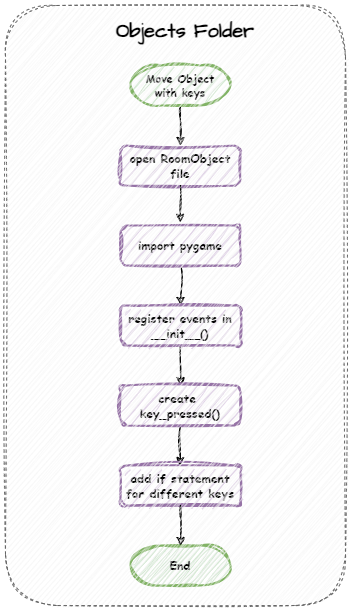 Objects Folder
Move Object
with keys
open RoomObject
file
import pygame
register events in
__init__()
create
key_pressed()
add if statement
for different keys
End